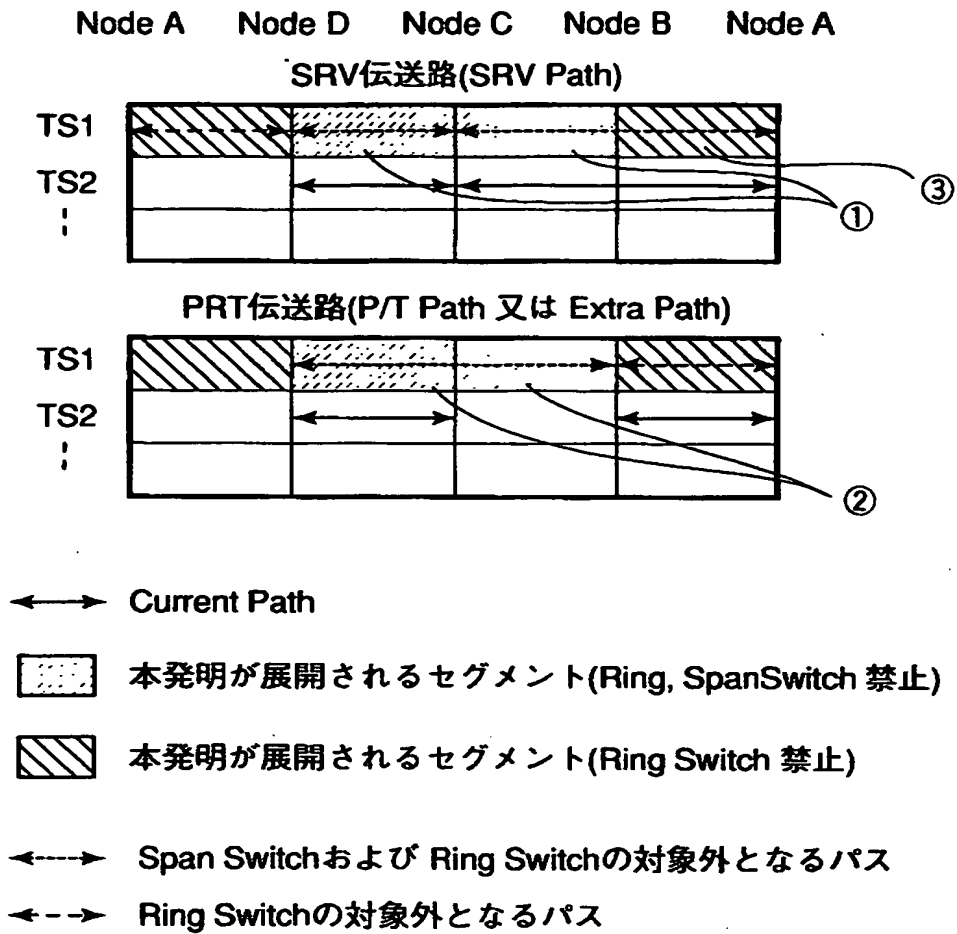 Node A Node D Node C Node B Node A
SRV伝送路(SRV Path)
TS1
TS2
③
①
PRT伝送路(P/T Path 又は Extra Path)
TS1
TS2
②
Current Path
本発明が展開されるセグメント(Ring, SpanSwitch 禁止)
本発明が展開されるセグメント(Ring Switch 禁止)
Span Switchおよび Ring Switchの対象外となるパス
Ring Switchの対象外となるパス